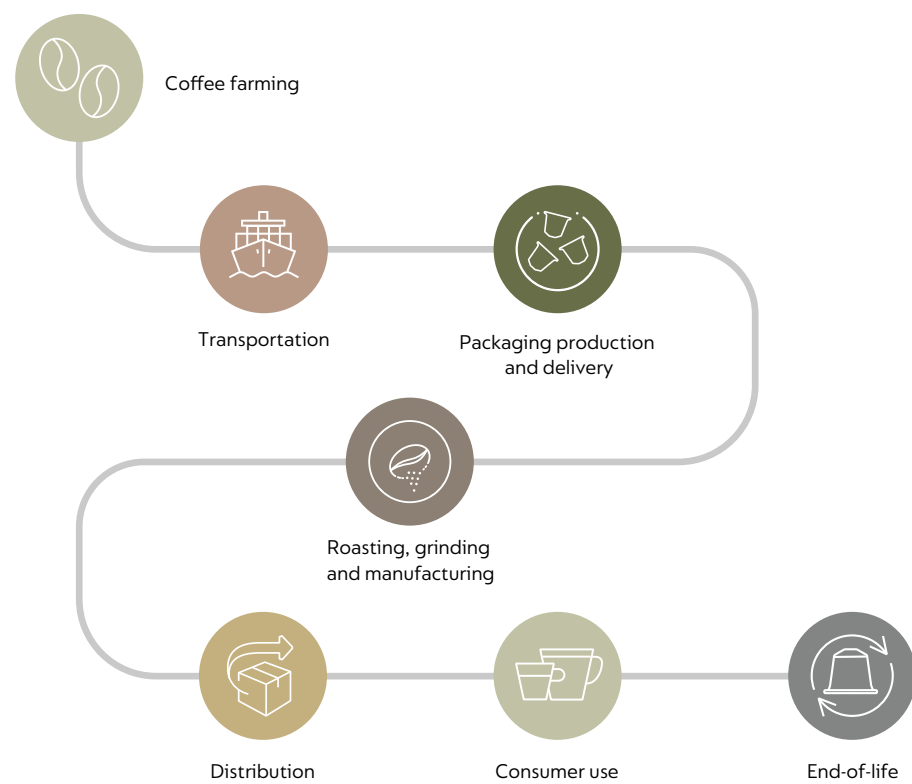 Coffee farming
Transportation
Packaging production
and delivery
Roasting, grinding
and manufacturing
Distribution
Consumer use
End-of-life